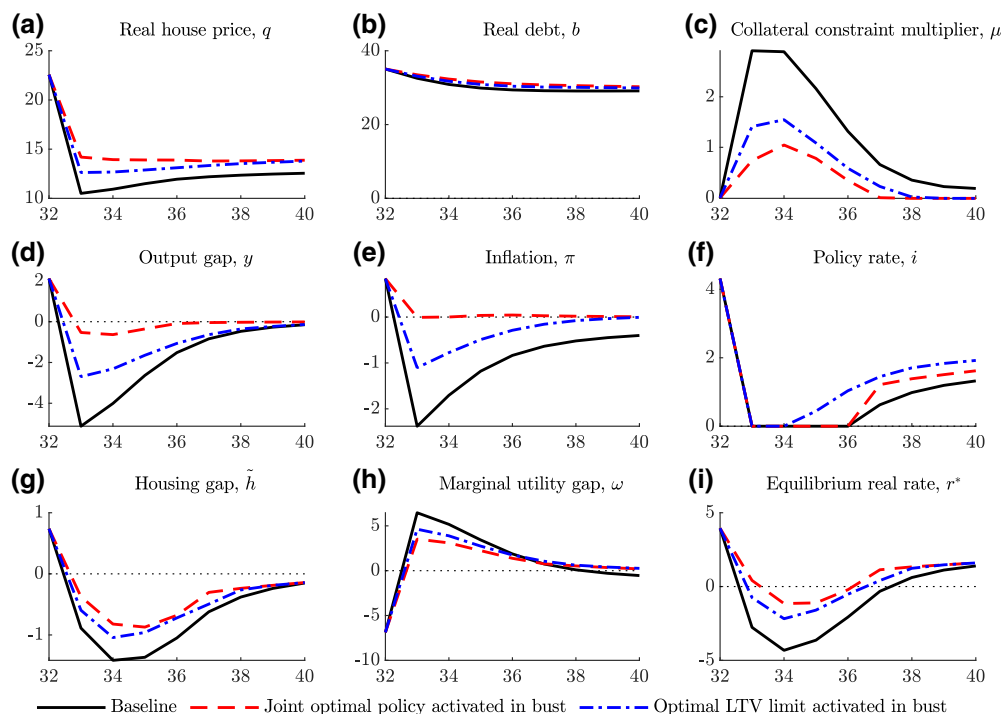 (a) Real house price, q
25
20
15
10
32 34 36 38 40
(b) Real debt, b
40
20
0
32 34 36 38 40
(c) Collateral constraint multiplier, μ
2
1
0
32 34 36 38 40
(d) Output gap, y
2
0
-2
-4
32 34 36 38 40
(e) Inflation, π
0
-1
-2
32 34 36 38 40
(f) Policy rate, i
4
2
0
32 34 36 38 40
(g) Housing gap, h̃
1
0
-1
32 34 36 38 40
(h) Marginal utility gap, ω
5
0
-5
-10
32 34 36 38 40
(i) Equilibrium real rate, r*
5
0
-5
32 34 36 38 40
Baseline Joint optimal policy activated in bust Optimal LTV limit activated in bust